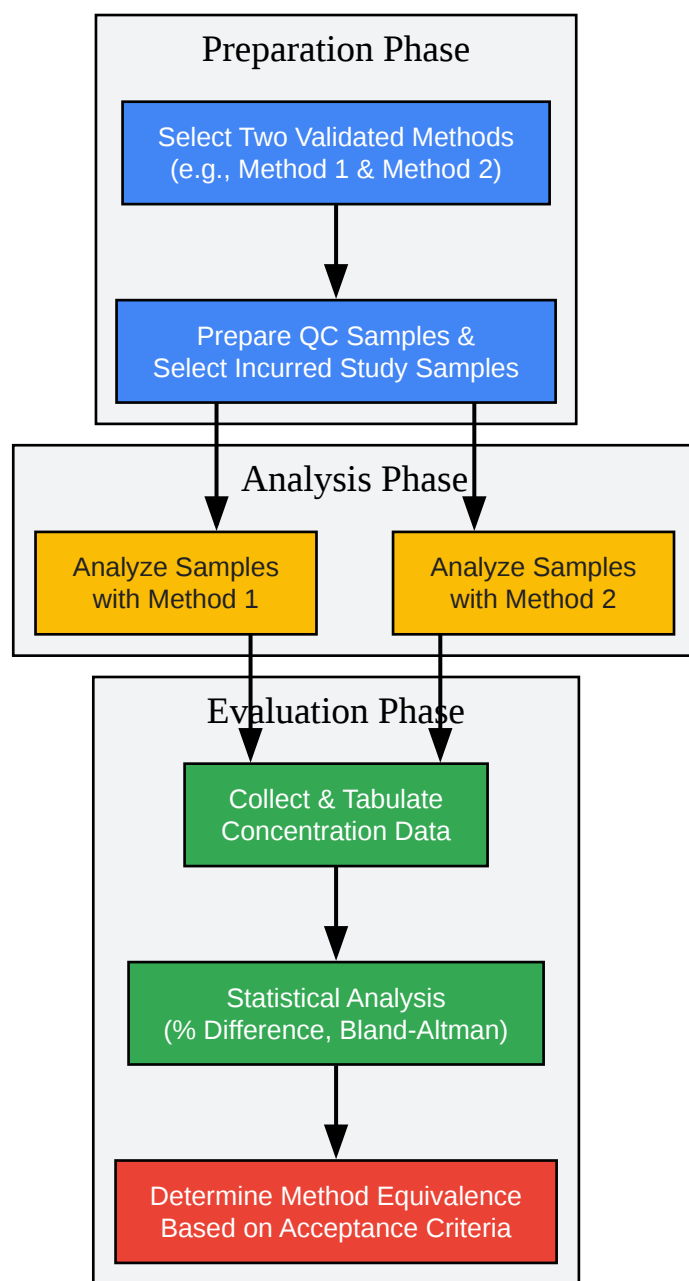 Preparation Phase
Select Two Validated Methods
(e.g., Method 1 & Method 2)
Prepare QC Samples &
Select Incurred Study Samples
Analysis Phase
Analyze Samples
with Method 1
Analyze Samples
with Method 2
Evaluation Phase
Collect & Tabulate
Concentration Data
Statistical Analysis
(% Difference, Bland-Altman)
Determine Method Equivalence
Based on Acceptance Criteria